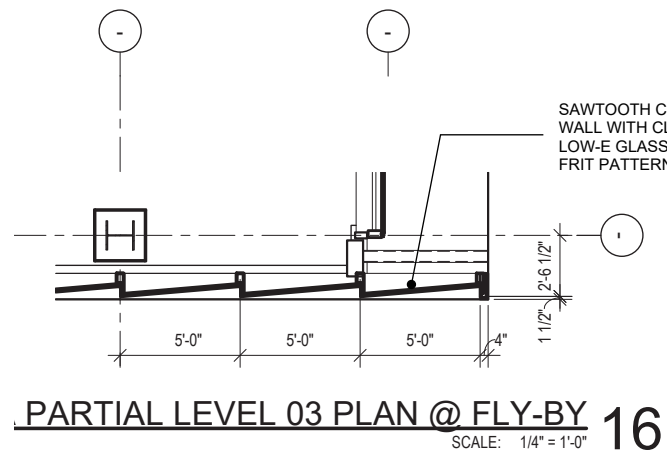 SAWTOOTH C
WALL WITH CL
LOW-E GLASS
FRIT PATTERN
2'-6 1/2"
1 1/2"
5'-0" 5'-0" 5'-0" 4"
PARTIAL LEVEL 03 PLAN @ FLY-BY 16
SCALE: 1/4" = 1'-0"